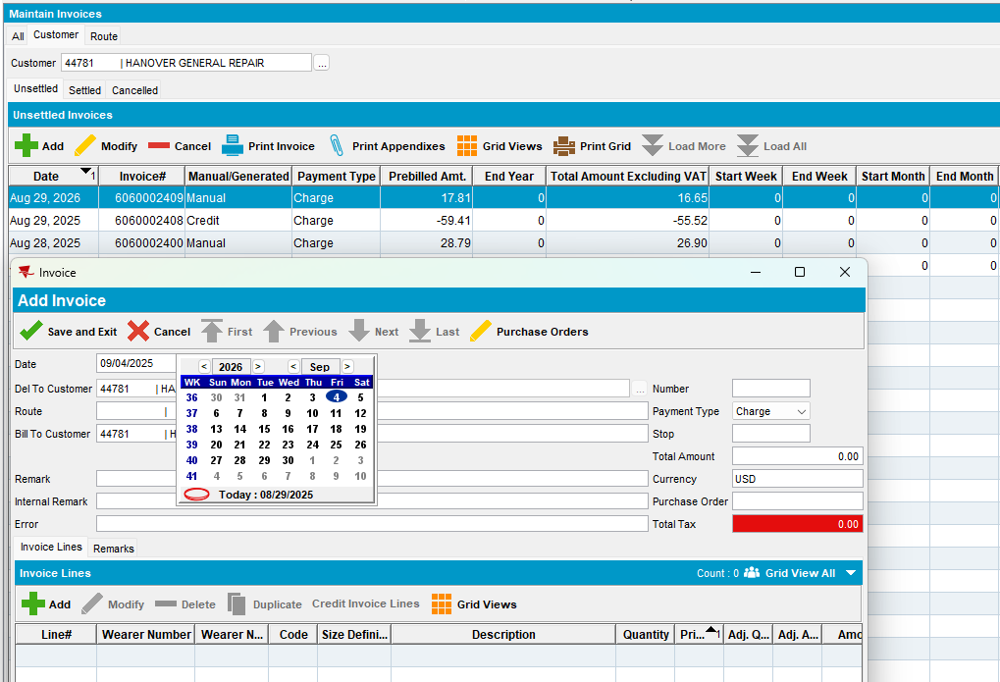 Maintain Invoices
All Customer Route
Customer 44781 | HANOVER GENERAL REPAIR ...
Unsettled Settled Cancelled
Unsettled Invoices
Add Modify Cancel Print Invoice Print Appendixes Grid Views Print Grid Load More Load All
Date 1 Invoice# Manual/Generated Payment Type Prebilled Amt. End Year Total Amount Excluding VAT Start Week End Week Start Month End Month
Aug 29, 2026 6060002409 Manual Charge 17.81 0 16.65 0 0 0 0
Aug 29, 2025 6060002408 Credit Charge -59.41 0 -55.52 0 0 0 0
Aug 28, 2025 6060002400 Manual Charge 28.79 0 26.90 0 0 0 0
0 0
Invoice
Add Invoice
Save and Exit Cancel First Previous Next Last Purchase Orders
Date 09/04/2025
< 2026 > < Sep >
WK Sun Mon Tue Wed Thu Fri Sat
36 30 31 1 2 3 4 5
37 6 7 8 9 10 11 12
38 13 14 15 16 17 18 19
39 20 21 22 23 24 25 26
40 27 28 29 30 1 2 3
41 4 5 6 7 8 9 10
Today : 08/29/2025
Del To Customer 44781 | HA ... Number
Route | Payment Type Charge
Bill To Customer 44781 | H Stop
Total Amount 0.00
Remark Currency USD
Internal Remark Purchase Order
Error Total Tax 0.00
Invoice Lines Remarks
Invoice Lines Count : 0 Grid View All
Add Modify Delete Duplicate Credit Invoice Lines Grid Views
Line# Wearer Number Wearer N... Code Size Defini... Description Quantity Pri... 1 Adj. Q... Adj. A... Amo